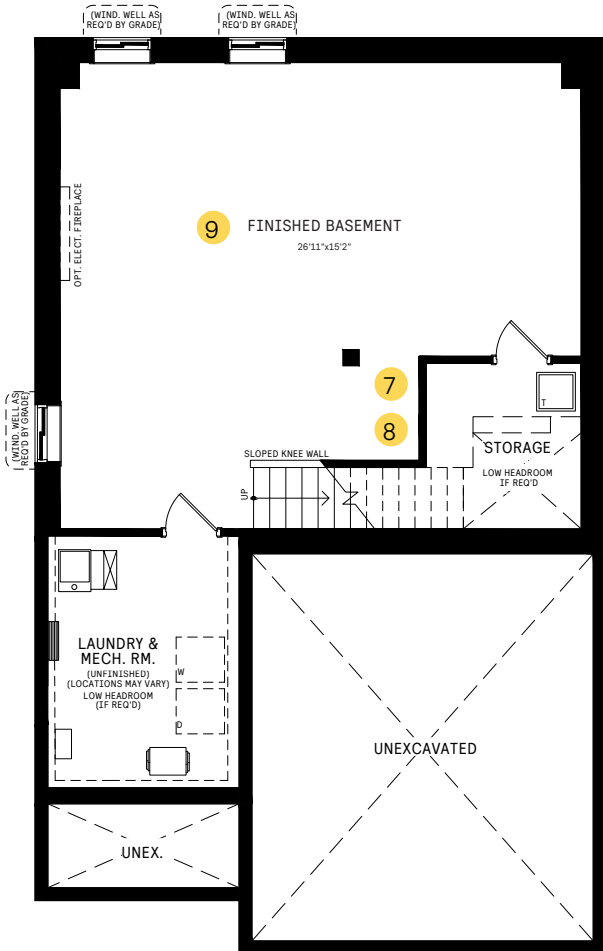 (WIND. WELL AS
REQ'D BY GRADE)
(WIND. WELL AS
REQ'D BY GRADE)
OPT. ELECT. FIREPLACE
9
FINISHED BASEMENT
26'11"x15'2"
7
8
T
(WIND. WELL AS
REQ'D BY GRADE)
SLOPED KNEE WALL
STORAGE
LOW HEADROOM
IF REQ'D
UP
LAUNDRY &
MECH. RM.
(UNFINISHED)
(LOCATIONS MAY VARY)
LOW HEADROOM
(IF REQ'D)
W
D
UNEXCAVATED
UNEX.